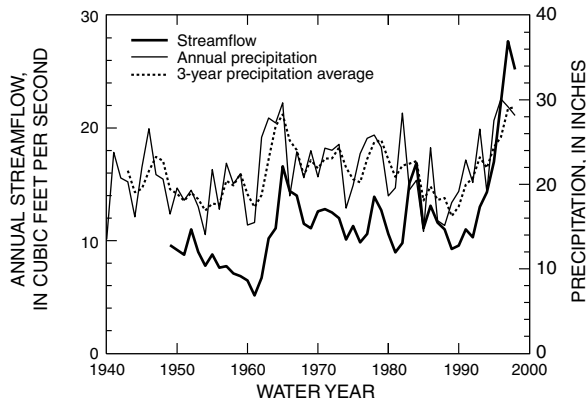 30
20
10
0
ANNUAL STREAMFLOW,
IN CUBIC FEET PER SECOND
Streamflow
Annual precipitation
3-year precipitation average
40
30
20
10
0
PRECIPITATION, IN INCHES
1940 1950 1960 1970 1980 1990 2000
WATER YEAR